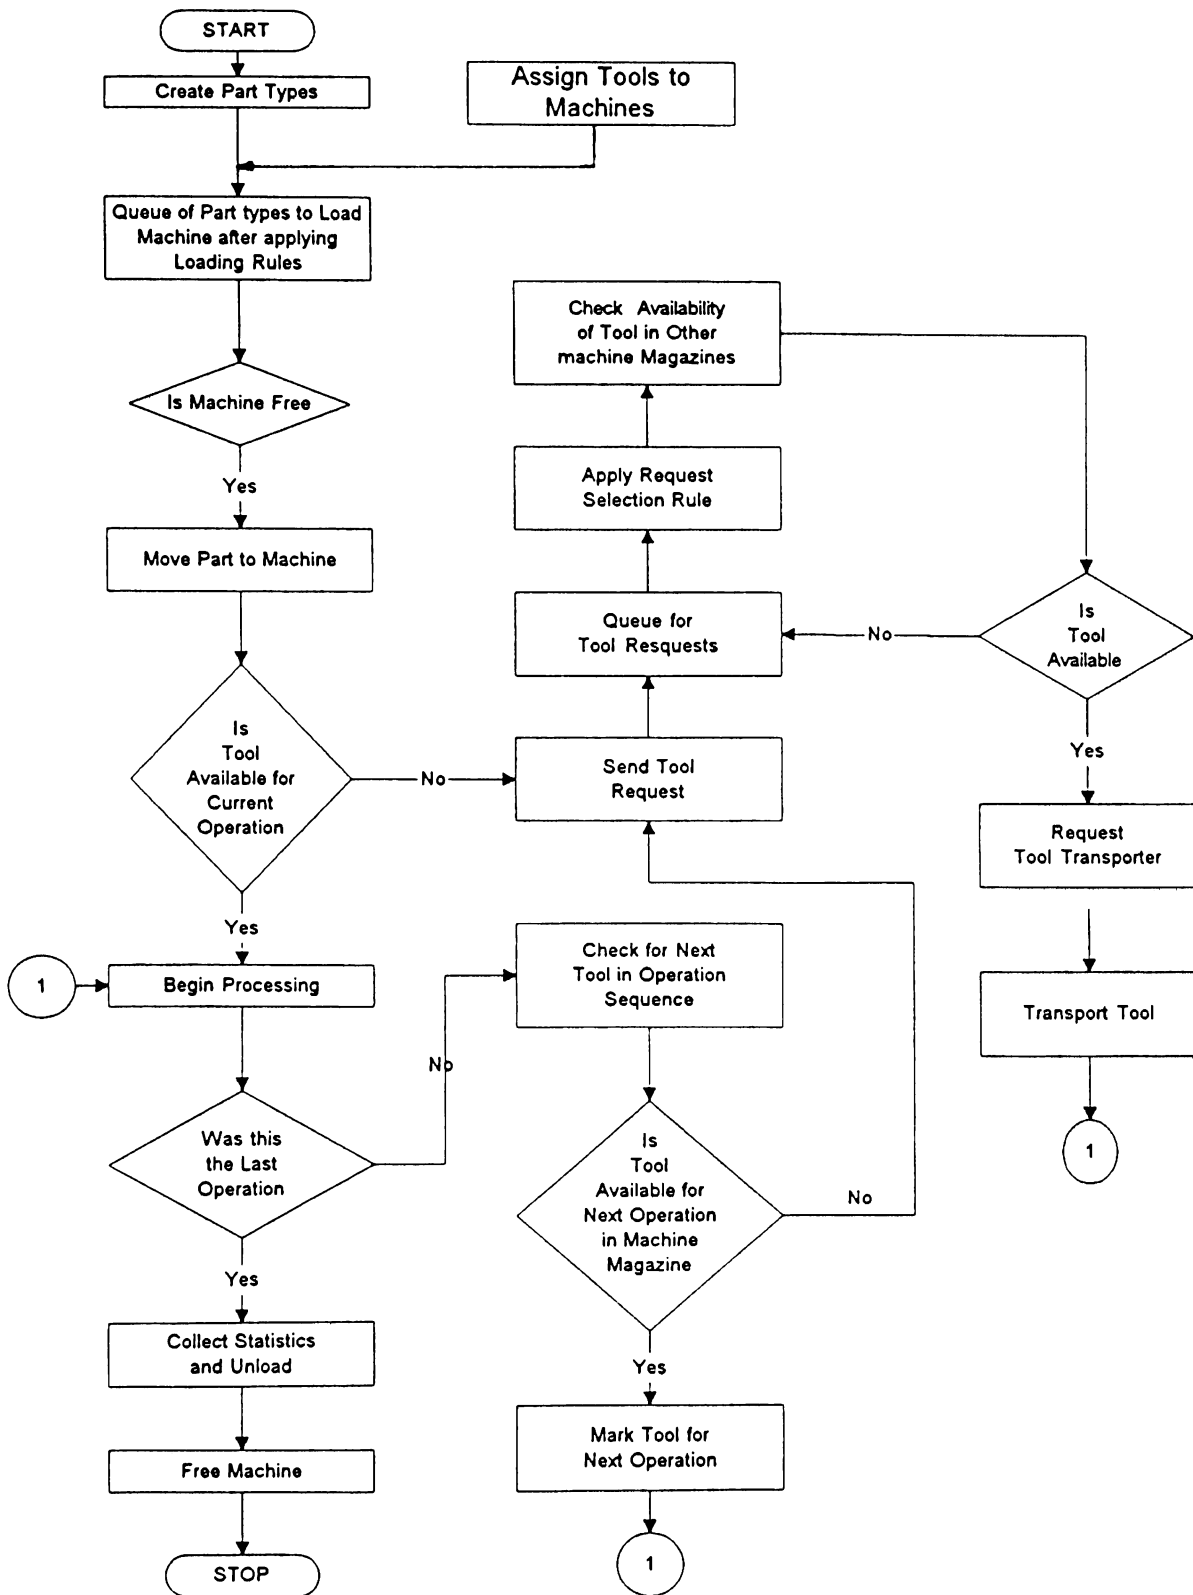 START
Create Part Types
Assign Tools to
Machines
Queue of Part types to Load
Machine after applying
Loading Rules
Is Machine Free
Yes
Move Part to Machine
Is
Tool
Available for
Current
Operation
No
Yes
1
Begin Processing
Was this
the Last
Operation
No
Yes
Collect Statistics
and Unload
Free Machine
STOP
Check Availability
of Tool in Other
machine Magazines
Apply Request
Selection Rule
Queue for
Tool Resquests
Send Tool
Request
Check for Next
Tool in Operation
Sequence
Is
Tool
Available for
Next Operation
in Machine
Magazine
No
Yes
Mark Tool for
Next Operation
1
Is
Tool
Available
No
Yes
Request
Tool Transporter
Transport Tool
1